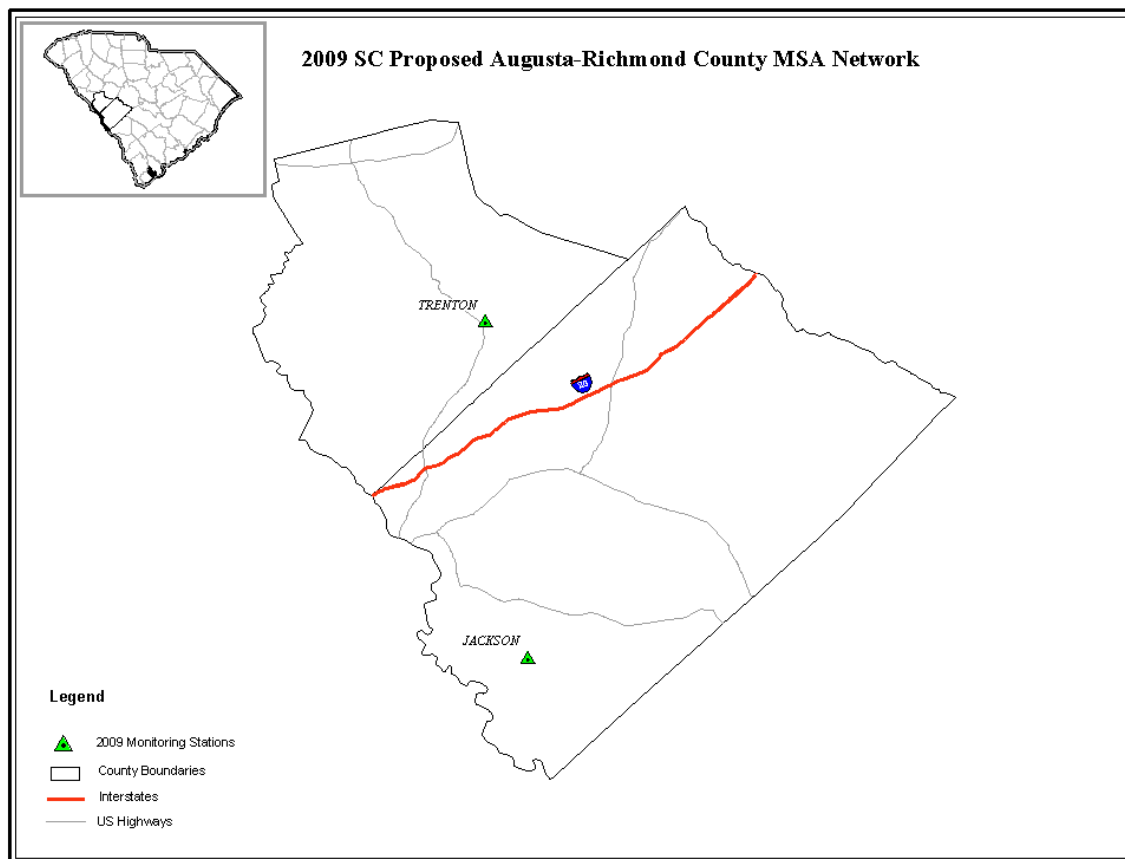 2009 SC Proposed Augusta-Richmond County MSA Network
TRENTON
JACKSON
Legend
2009 Monitoring Stations
County Boundaries
Interstates
US Highways